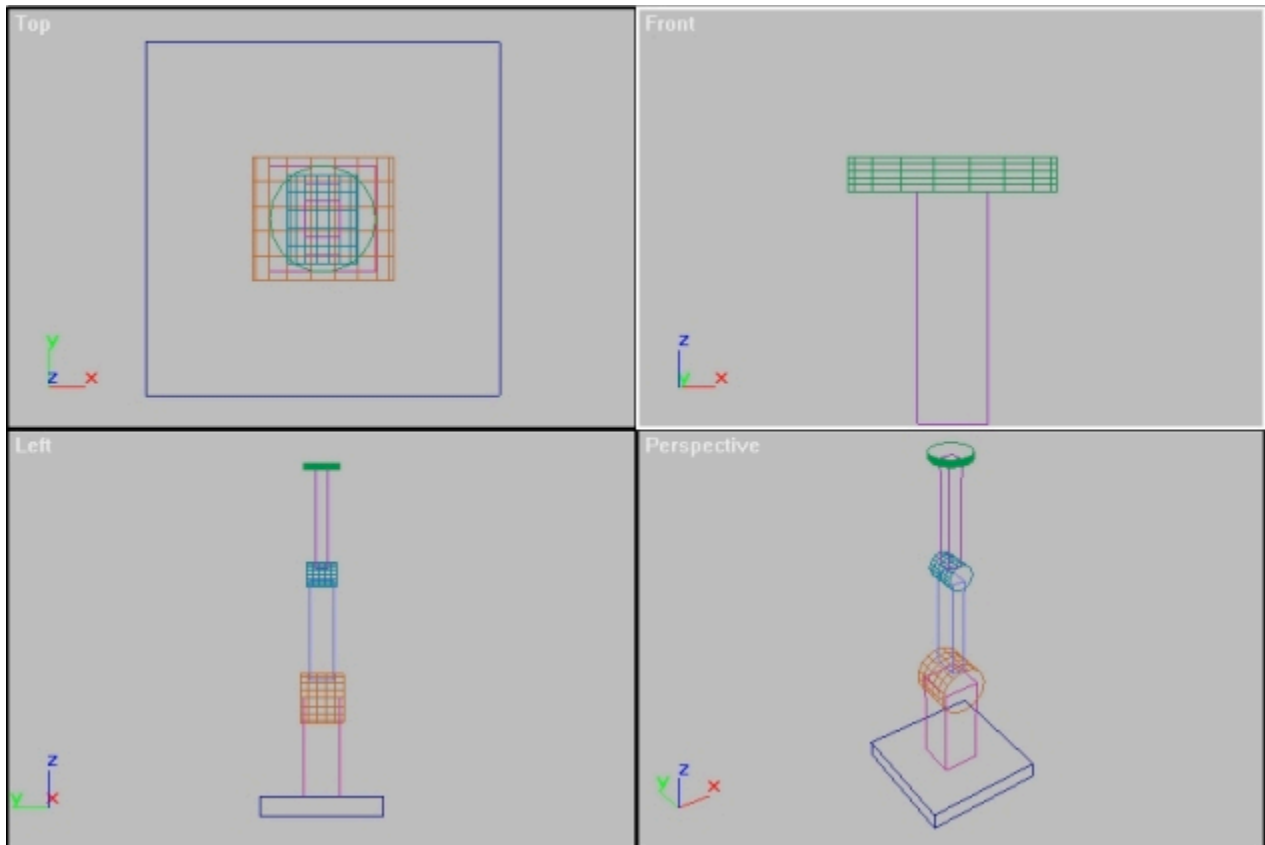 Top
y
z x
Front
z
y x
Left
z
y x
Perspective
y z x